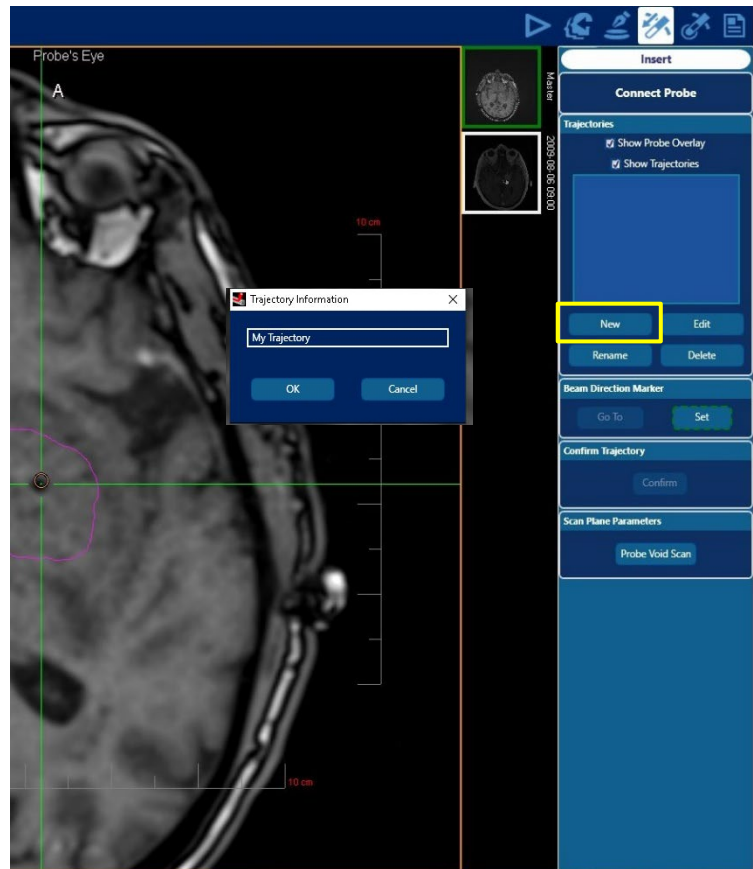 Probe's Eye
A
10 cm
10 cm
Master
2009-08-06 09:00
Trajectory Information
My Trajectory
OK
Cancel
Insert
Connect Probe
Trajectories
Show Probe Overlay
Show Trajectories
New
Edit
Rename
Delete
Beam Direction Marker
Go To
Set
Confirm Trajectory
Confirm
Scan Plane Parameters
Probe Void Scan